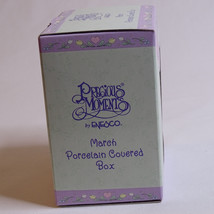 PRECIOUS
MOMENTS®
by ENESCO®
March
Porcelain Covered
Box